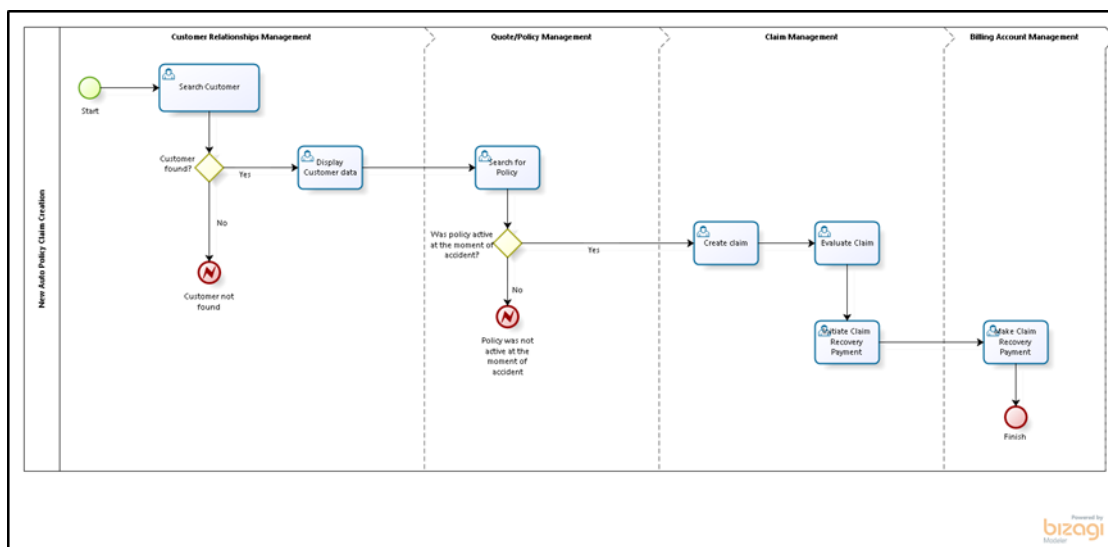 Customer Relationships Management
Quote/Policy Management
Claim Management
Billing Account Management
New Auto Policy Claim Creation
Start
Search Customer
Customer
found?
Yes
No
Customer not
found
Display
Customer data
Search for
Policy
Was policy active
at the moment of
accident?
Yes
No
Policy was not
active at the
moment of
accident
Create claim
Evaluate Claim
Initiate Claim
Recovery
Payment
Make Claim
Recovery
Payment
Finish
Powered by
bizagi
Modeler